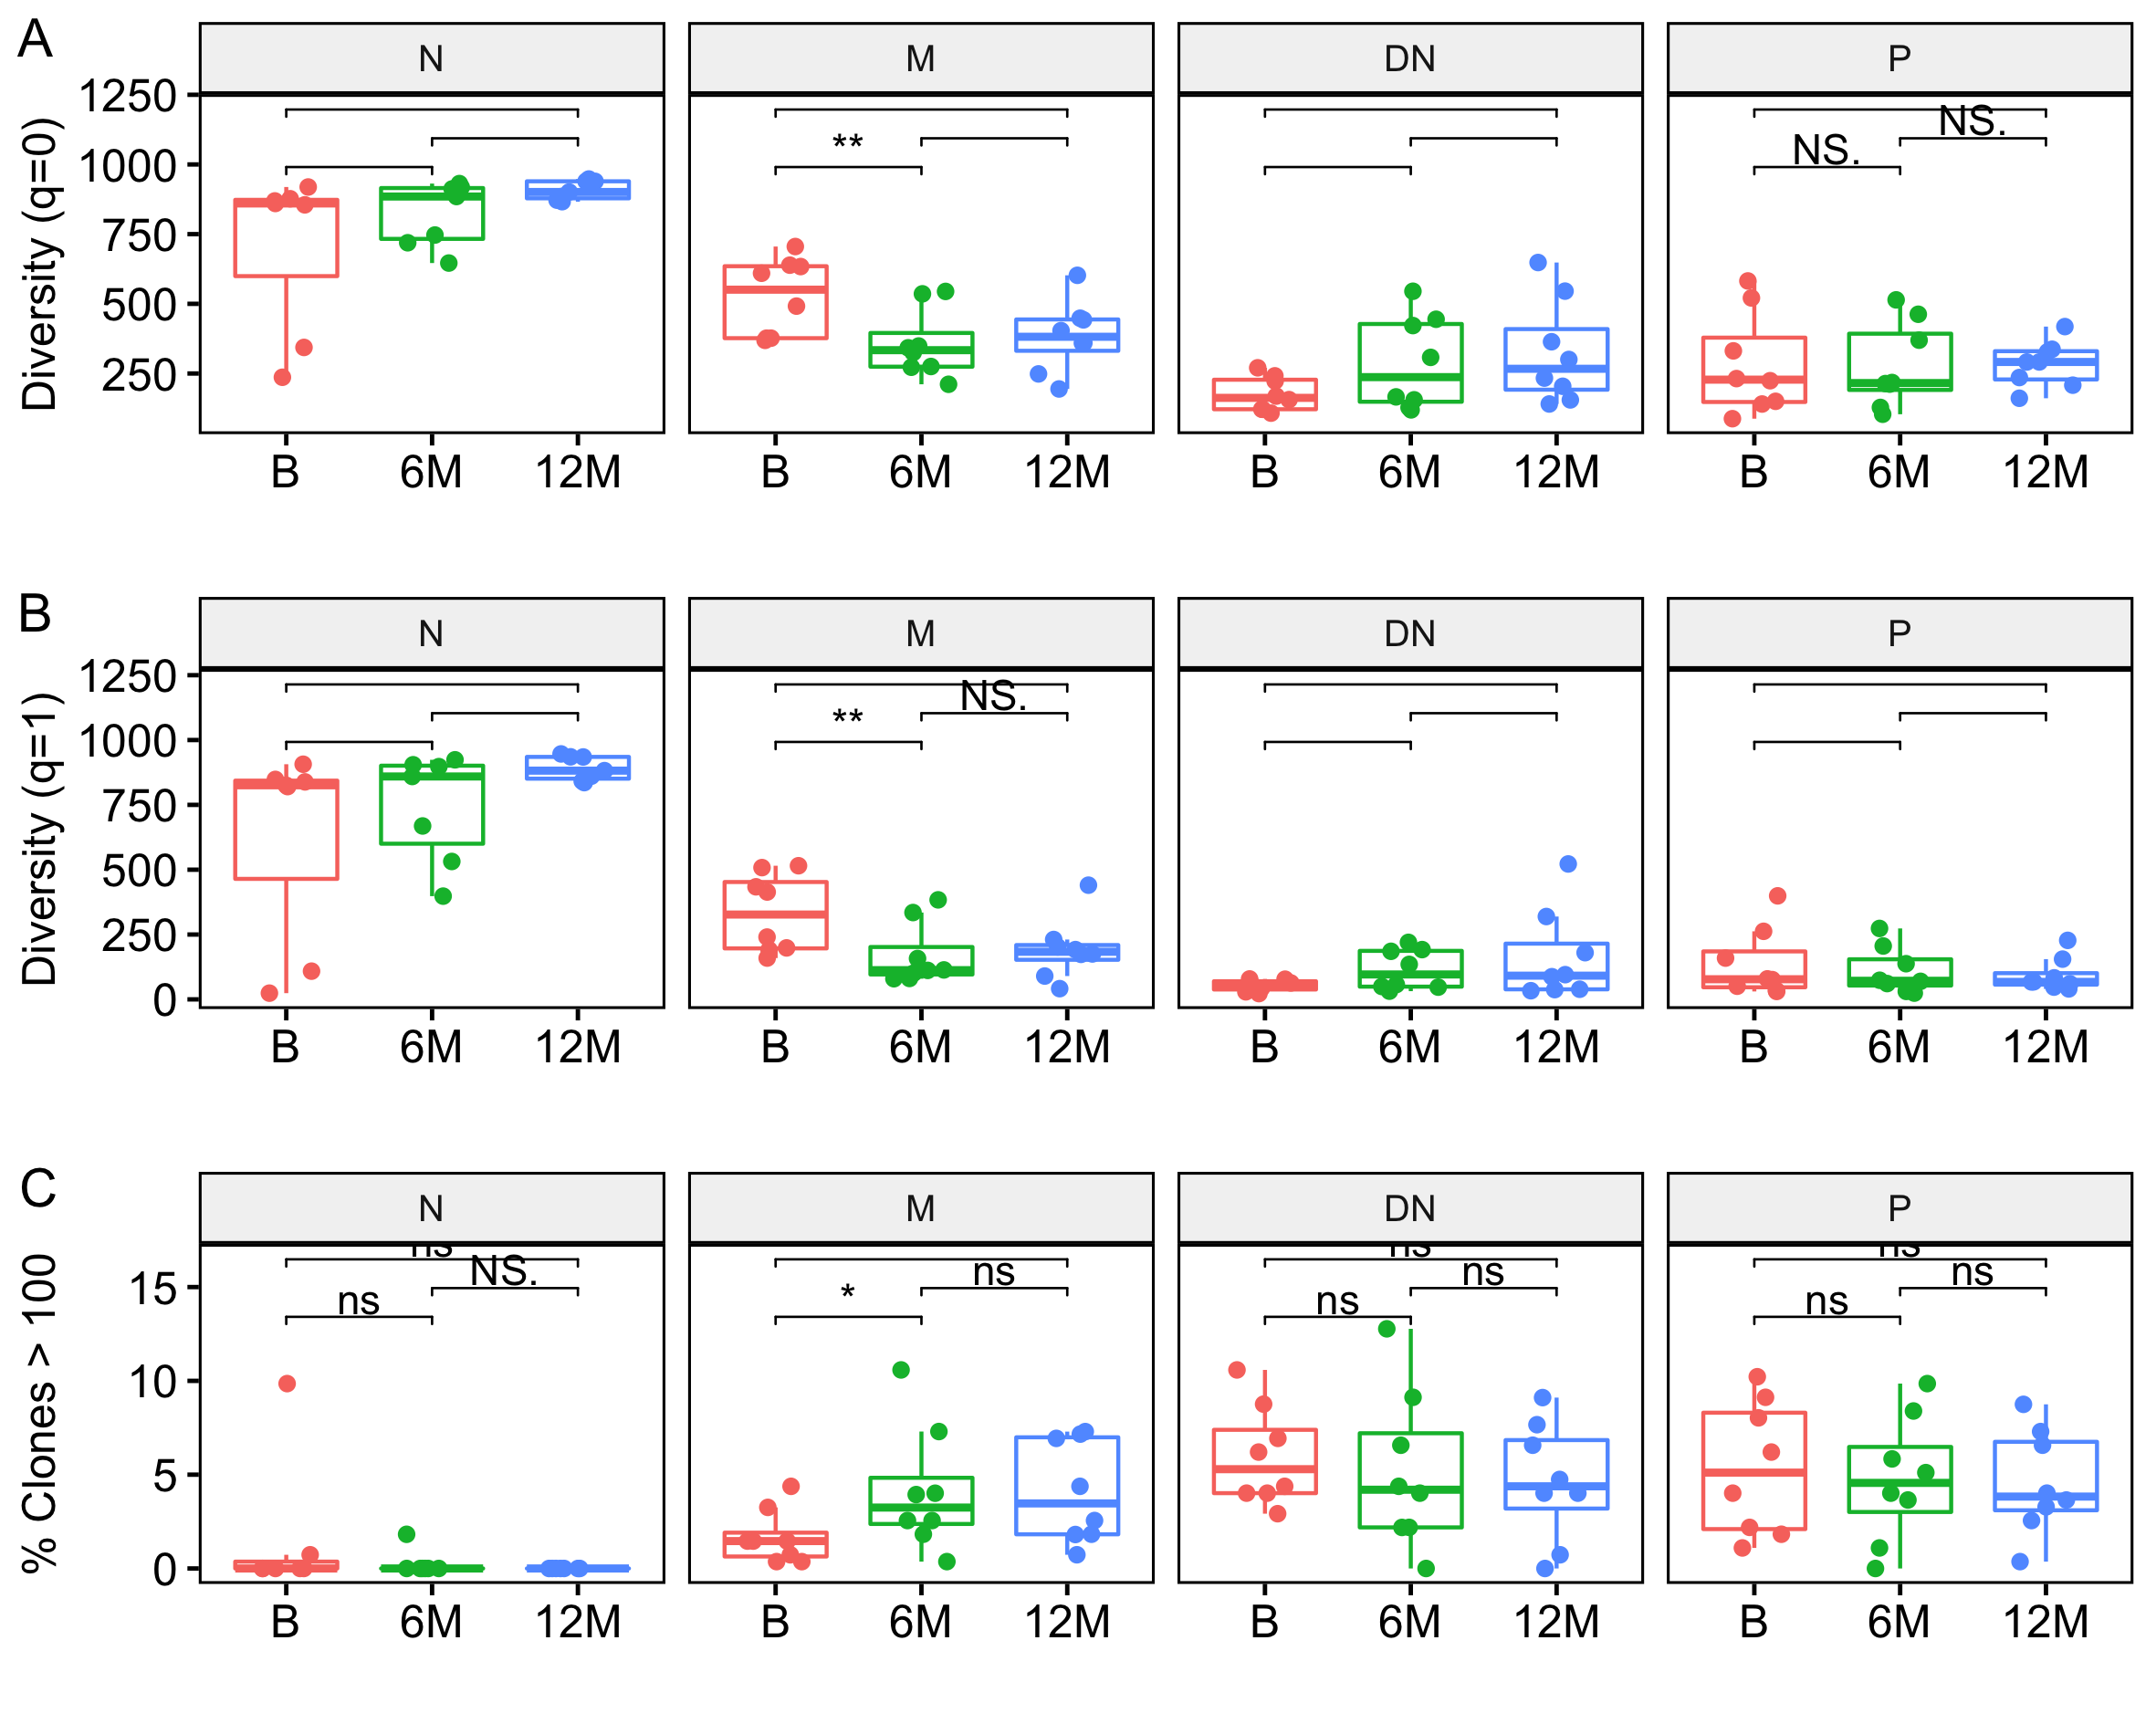 A
N M DN P
Diversity (q=0)
1250
1000
750
500
250
**
NS.
NS.
B 6M 12M B 6M 12M B 6M 12M B 6M 12M
B
N M DN P
Diversity (q=1)
1250
1000
750
500
250
0
**
NS.
B 6M 12M B 6M 12M B 6M 12M B 6M 12M
C
N M DN P
% Clones > 100
15
10
5
0
ns ns ns
NS. ns ns ns
ns * ns ns
B 6M 12M B 6M 12M B 6M 12M B 6M 12M